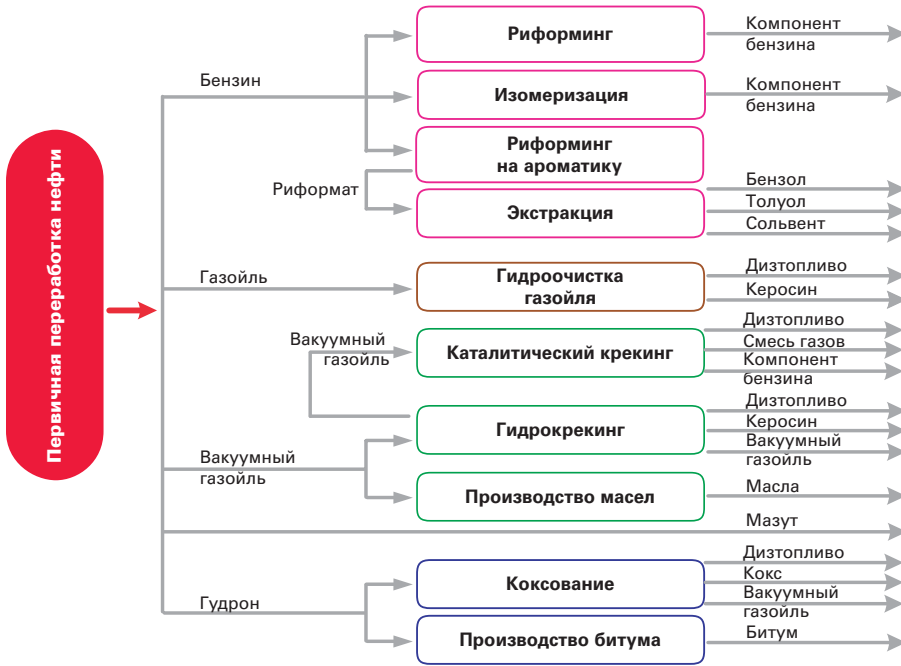 Первичная переработка нефти
Бензин
Риформинг
Компонент
бензина
Изомеризация
Компонент
бензина
Риформинг
на ароматику
Риформат
Экстракция
Бензол
Толуол
Сольвент
Газойль
Гидроочистка
газойля
Дизтопливо
Керосин
Вакуумный
газойль
Каталитический крекинг
Дизтопливо
Смесь газов
Компонент
бензина
Вакуумный
газойль
Гидрокрекинг
Дизтопливо
Керосин
Вакуумный
газойль
Производство масел
Масла
Мазут
Гудрон
Коксование
Дизтопливо
Кокс
Вакуумный
газойль
Производство битума
Битум